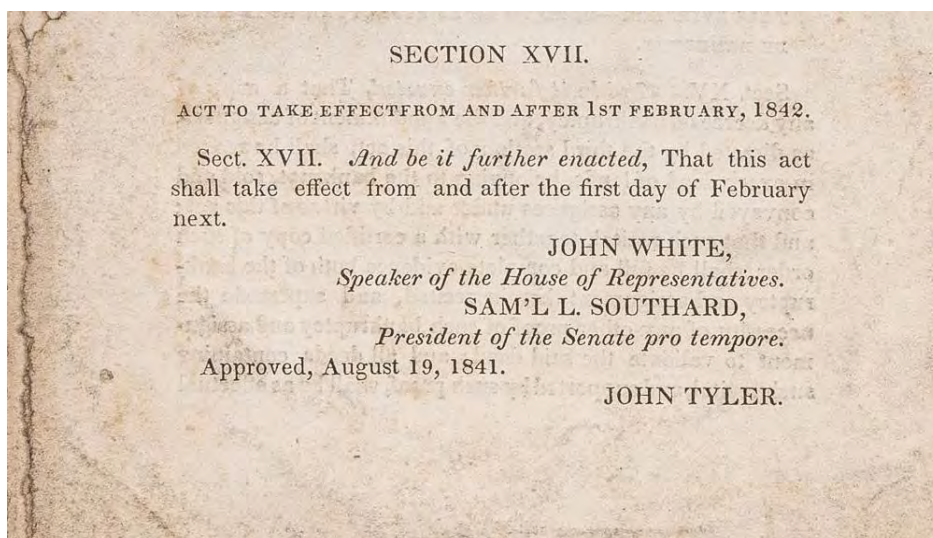 SECTION XVII.
ACT TO TAKE EFFECTFROM AND AFTER 1ST FEBRUARY, 1842.
Sect. XVII. And be it further enacted, That this act
shall take effect from and after the first day of February
next.
JOHN WHITE,
Speaker of the House of Representatives.
SAM'L L. SOUTHARD,
President of the Senate pro tempore.
Approved, August 19, 1841.
JOHN TYLER.